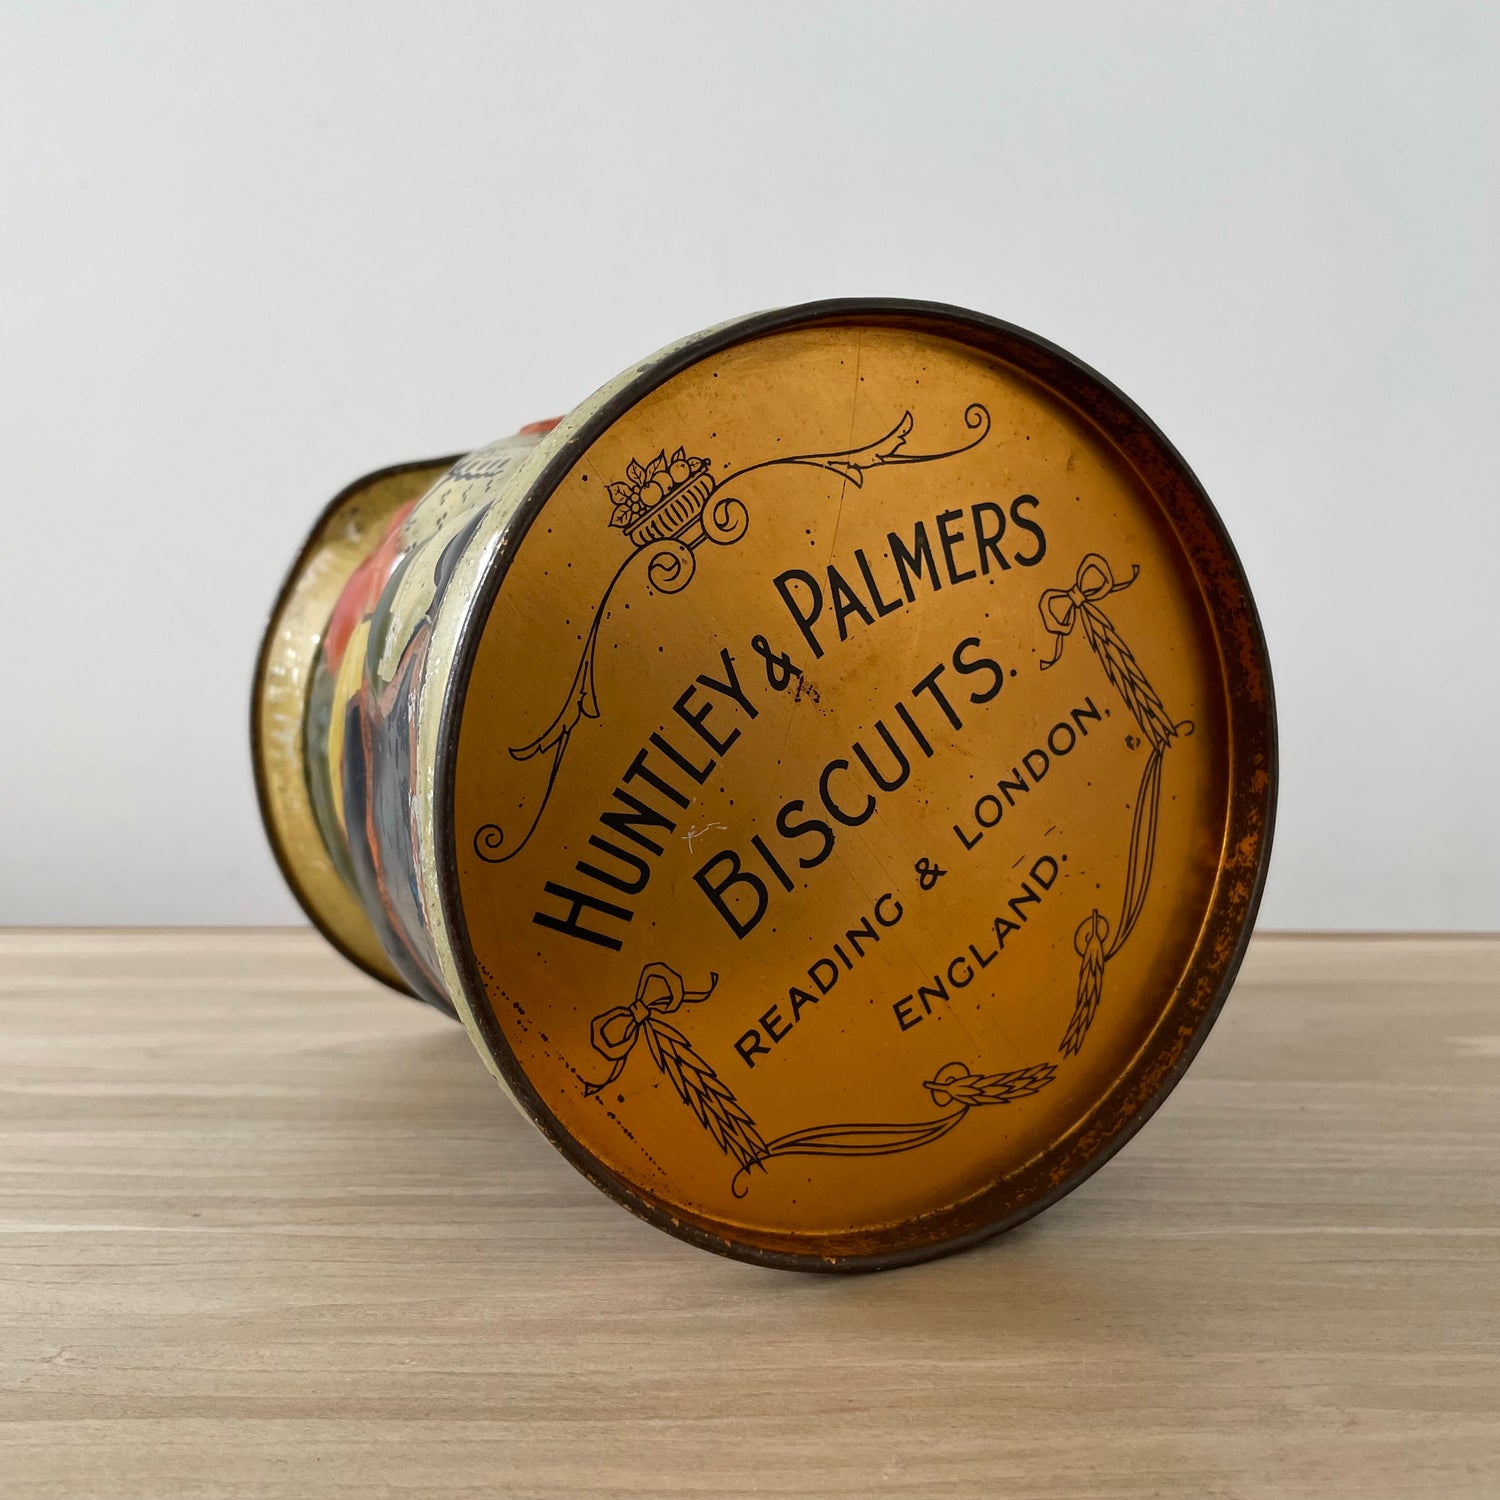 HUNTLEY & PALMERS
BISCUITS.
READING & LONDON,
ENGLAND.